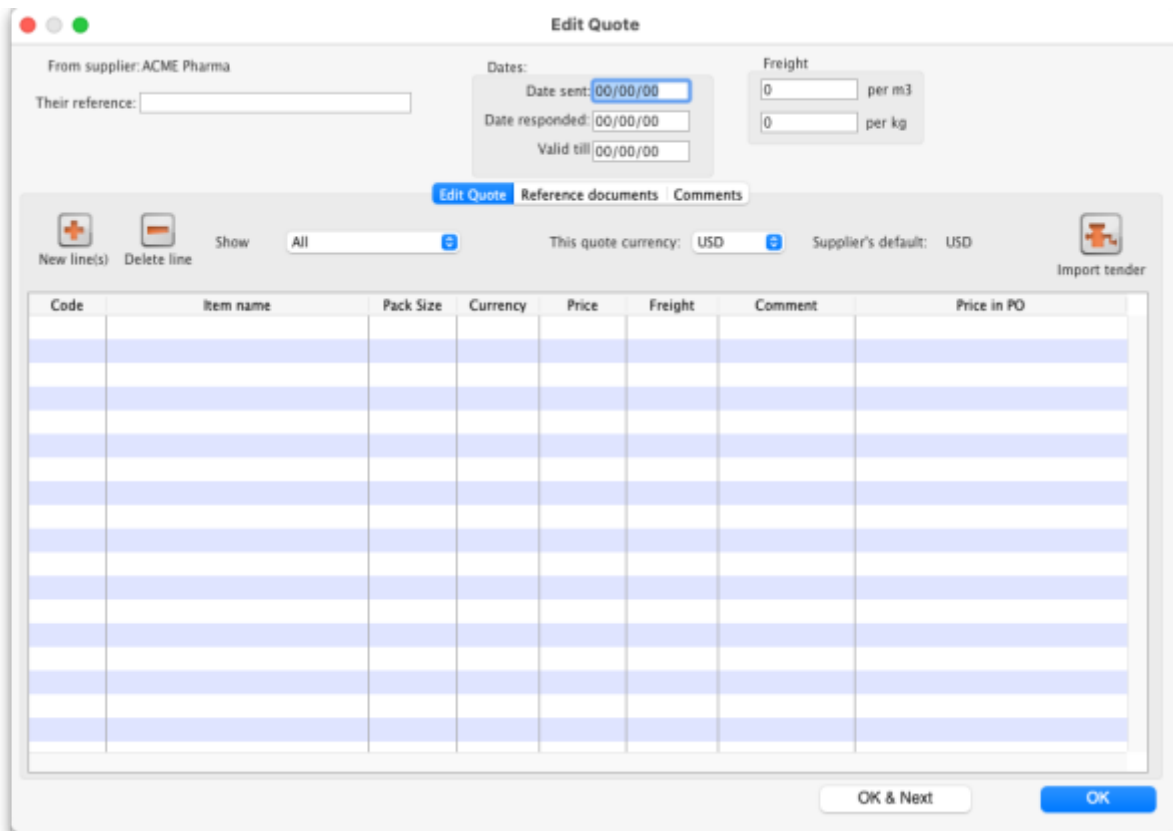 Edit Quote
From supplier: ACME Pharma
Their reference:
Dates:
Date sent: 00/00/00
Date responded: 00/00/00
Valid till 00/00/00
Freight
0 per m3
0 per kg
Edit Quote Reference documents Comments
New line(s) Delete line Show All This quote currency: USD Supplier's default: USD Import tender
Code Item name Pack Size Currency Price Freight Comment Price in PO
OK & Next OK